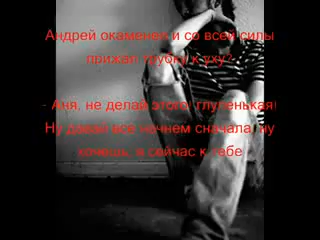 Андрей окаменел и со всей силы
прижал трубку к уху?
- Аня, не делай этого, глупенькая!
Ну давай все начнем сначала, ну
хочешь, я сейчас к тебе